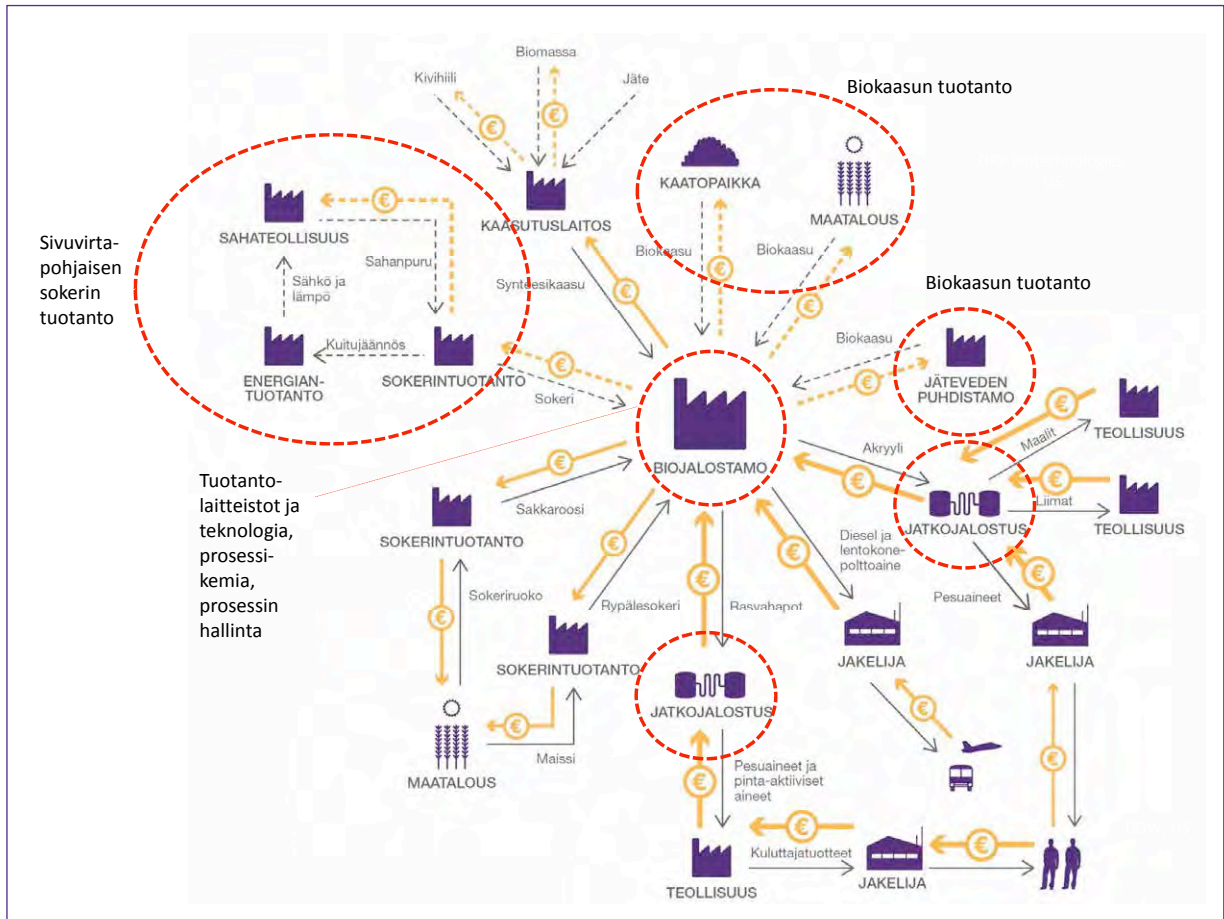 Biomassa
Kivihiili
Jäte
Biokaasun tuotanto
€
€
KAATOPAIKKA
MAATALOUS
KAASUTUSLAITOS
€
SAHATEOLLISUUS
Sivuvirta-
pohjaisen
sokerin
tuotanto
Sahanpuru
Sähkö ja
lämpö
Synteesikaasu
€
Biokaasu
€
Biokaasu
€
Biokaasun tuotanto
Kuitujäännös
ENERGIAN-
TUOTANTO
SOKERINTUOTANTO
€
Sokeri
Biokaasu
€
JÄTEVEDEN
PUHDISTAMO
€
Maalit
TEOLLISUUS
BIOJALOSTAMO
Akryyli
€
€
Liimat
JATKOJALOSTUS
TEOLLISUUS
Tuotanto-
laitteistot ja
teknologia,
prosessi-
kemia,
prosessin
hallinta
€
Sakkaroosi
SOKERINTUOTANTO
€
€
€
Diesel ja
lentokone-
polttoaine
€
Pesuaineet
€
Sokeriruoko
Rypälesokeri
Rasvahapot
SOKERINTUOTANTO
JAKELIJA
JAKELIJA
€
Maissi
MAATALOUS
JATKOJALOSTUS
€
€
€
Pesuaineet ja
pinta-aktiiviset
aineet
€
Kuluttajatuotteet
€
TEOLLISUUS
JAKELIJA